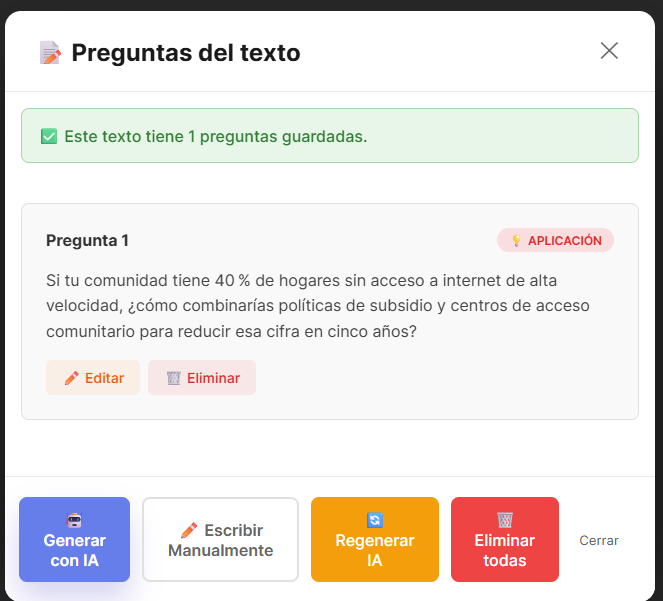 Preguntas del texto
Este texto tiene 1 preguntas guardadas.
Pregunta 1
APLICACIÓN
Si tu comunidad tiene 40 % de hogares sin acceso a internet de alta
velocidad, ¿cómo combinarías políticas de subsidio y centros de acceso
comunitario para reducir esa cifra en cinco años?
Editar
Eliminar
Generar
con IA
Escribir
Manualmente
Regenerar
IA
Eliminar
todas
Cerrar